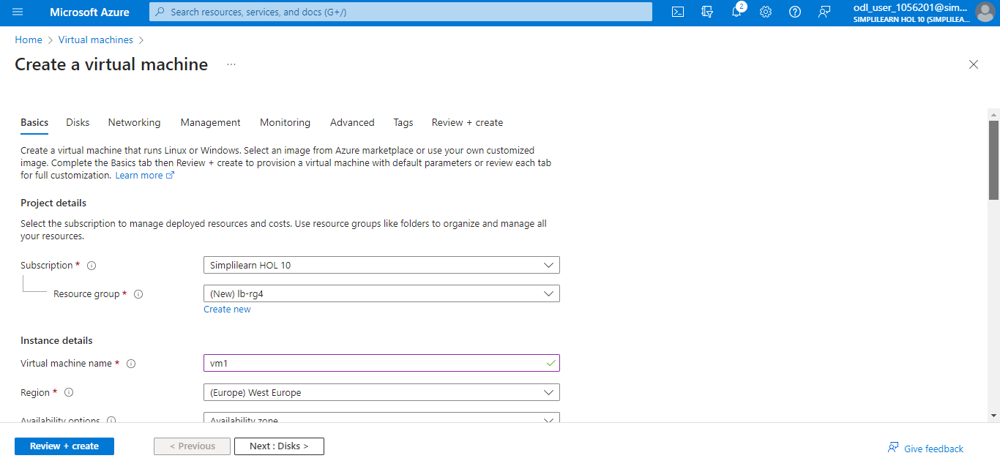 Microsoft Azure
Search resources, services, and docs (G+/)
2
odl_user_1056201@sim...
SIMPLILEARN HOL 10 (SIMPLILEA...
Home > Virtual machines >
Create a virtual machine ...
Basics Disks Networking Management Monitoring Advanced Tags Review + create
Create a virtual machine that runs Linux or Windows. Select an image from Azure marketplace or use your own customized
image. Complete the Basics tab then Review + create to provision a virtual machine with default parameters or review each tab
for full customization. Learn more
Project details
Select the subscription to manage deployed resources and costs. Use resource groups like folders to organize and manage all
your resources.
Subscription * Simplilearn HOL 10
Resource group * (New) lb-rg4
Create new
Instance details
Virtual machine name * vm1
Region * (Europe) West Europe
Availability options Availability zone
Review + create < Previous Next : Disks > Give feedback